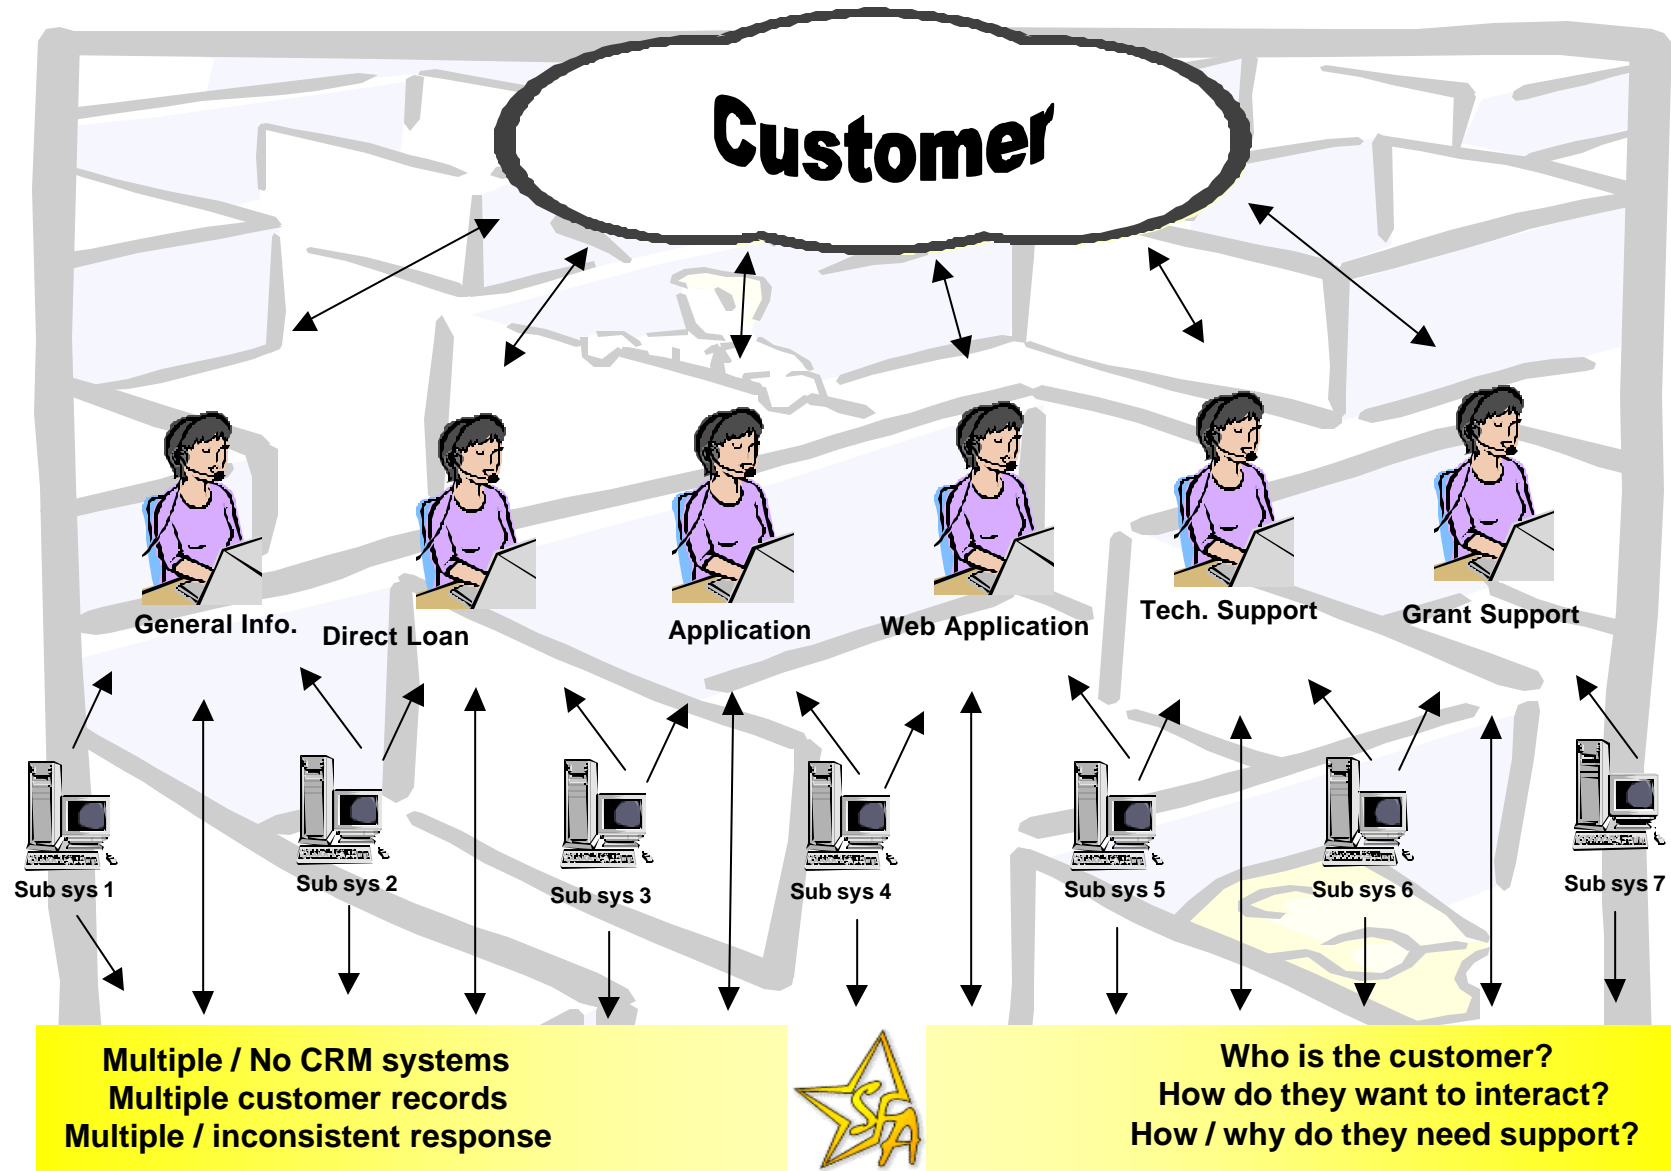 Customer
General Info.
Direct Loan
Application
Web Application
Tech. Support
Grant Support
Sub sys 1
Sub sys 2
Sub sys 3
Sub sys 4
Sub sys 5
Sub sys 6
Sub sys 7
Multiple / No CRM systems
Multiple customer records
Multiple / inconsistent response
SFA
Who is the customer?
How do they want to interact?
How / why do they need support?